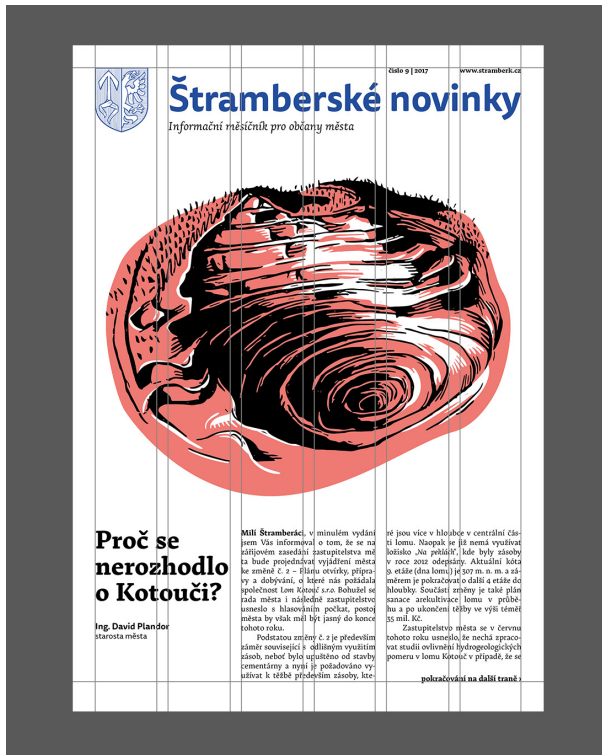 číslo 9 | 2017
www.stramberk.cz
Štramberské novinky
Informační měsíčník pro občany města
Proč se
nerozhodlo
o Kotouči?
Ing. David Plandor
starosta města
Milí Štramberáci, v minulém vydání
jsem Vás informoval o tom, že se na
zářijovém zasedání zastupitelstva mě
ta bude projednávat vyjádření města
ke změně č. 2 – Plánu otvírky, přípra-
vy a dobývání, o které nás požádala
společnost Lom Kotouč s.r.o. Bohužel se
rada města i následně zastupitelstvo
usneslo s hlasováním počkat, postoj
města by však měl být jasný do konce
tohoto roku.
Podstatou změny č. 2 je především
záměr související s odlišným využitím
zásob, neboť bylo upuštěno od stavby
cementárny a nyní je požadováno vy-
užívat k těžbě především zásoby, kte-
ré jsou více v hloubce v centrální čás-
ti lomu. Naopak se již nemá využívat
ložisko „Na peklách", kde byly zásoby
v roce 2012 odepsány. Aktuální kóta
9. etáže (dna lomu) je 307 m. n. m. a zá-
měrem je pokračovat o další 4 etáže do
hloubky. Součástí změny je také plán
sanace arekultivace lomu v průbě-
hu a po ukončení těžby ve výši téměř
35 mil. Kč.
Zastupitelstvo města se v červnu
tohoto roku usneslo, že nechá zpraco-
vat studii ovlivnění hydrogeologických
pomeru v lomu Kotouč v případě, že se
pokračování na další traně ›